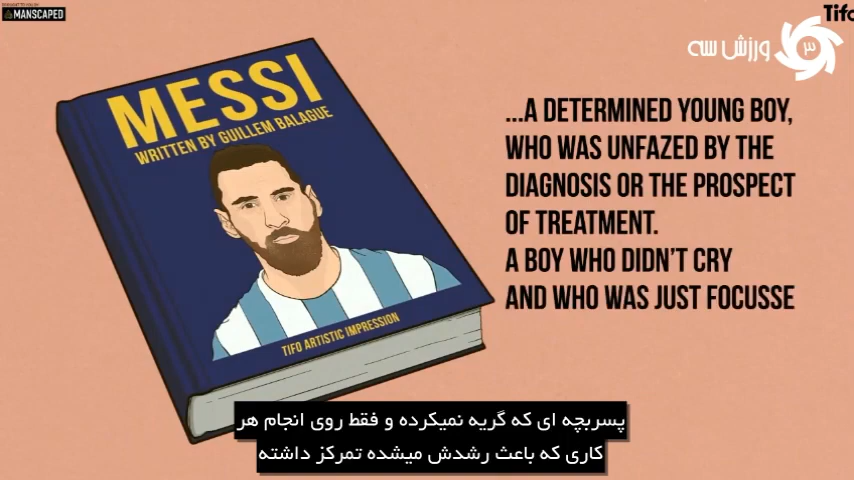 MANSCAPED
Tifo
ورزش سه
۳
MESSI
WRITTEN BY GUILLEM BALAGUE
TIFO ARTISTIC IMPRESSION
...A DETERMINED YOUNG BOY,
WHO WAS UNFAZED BY THE
DIAGNOSIS OR THE PROSPECT
OF TREATMENT.
A BOY WHO DIDN'T CRY
AND WHO WAS JUST FOCUSSE
پسربچه ای که گریه نمیکرده و فقط روی انجام هر
کاری که باعث رشدش میشده تمرکز داشته